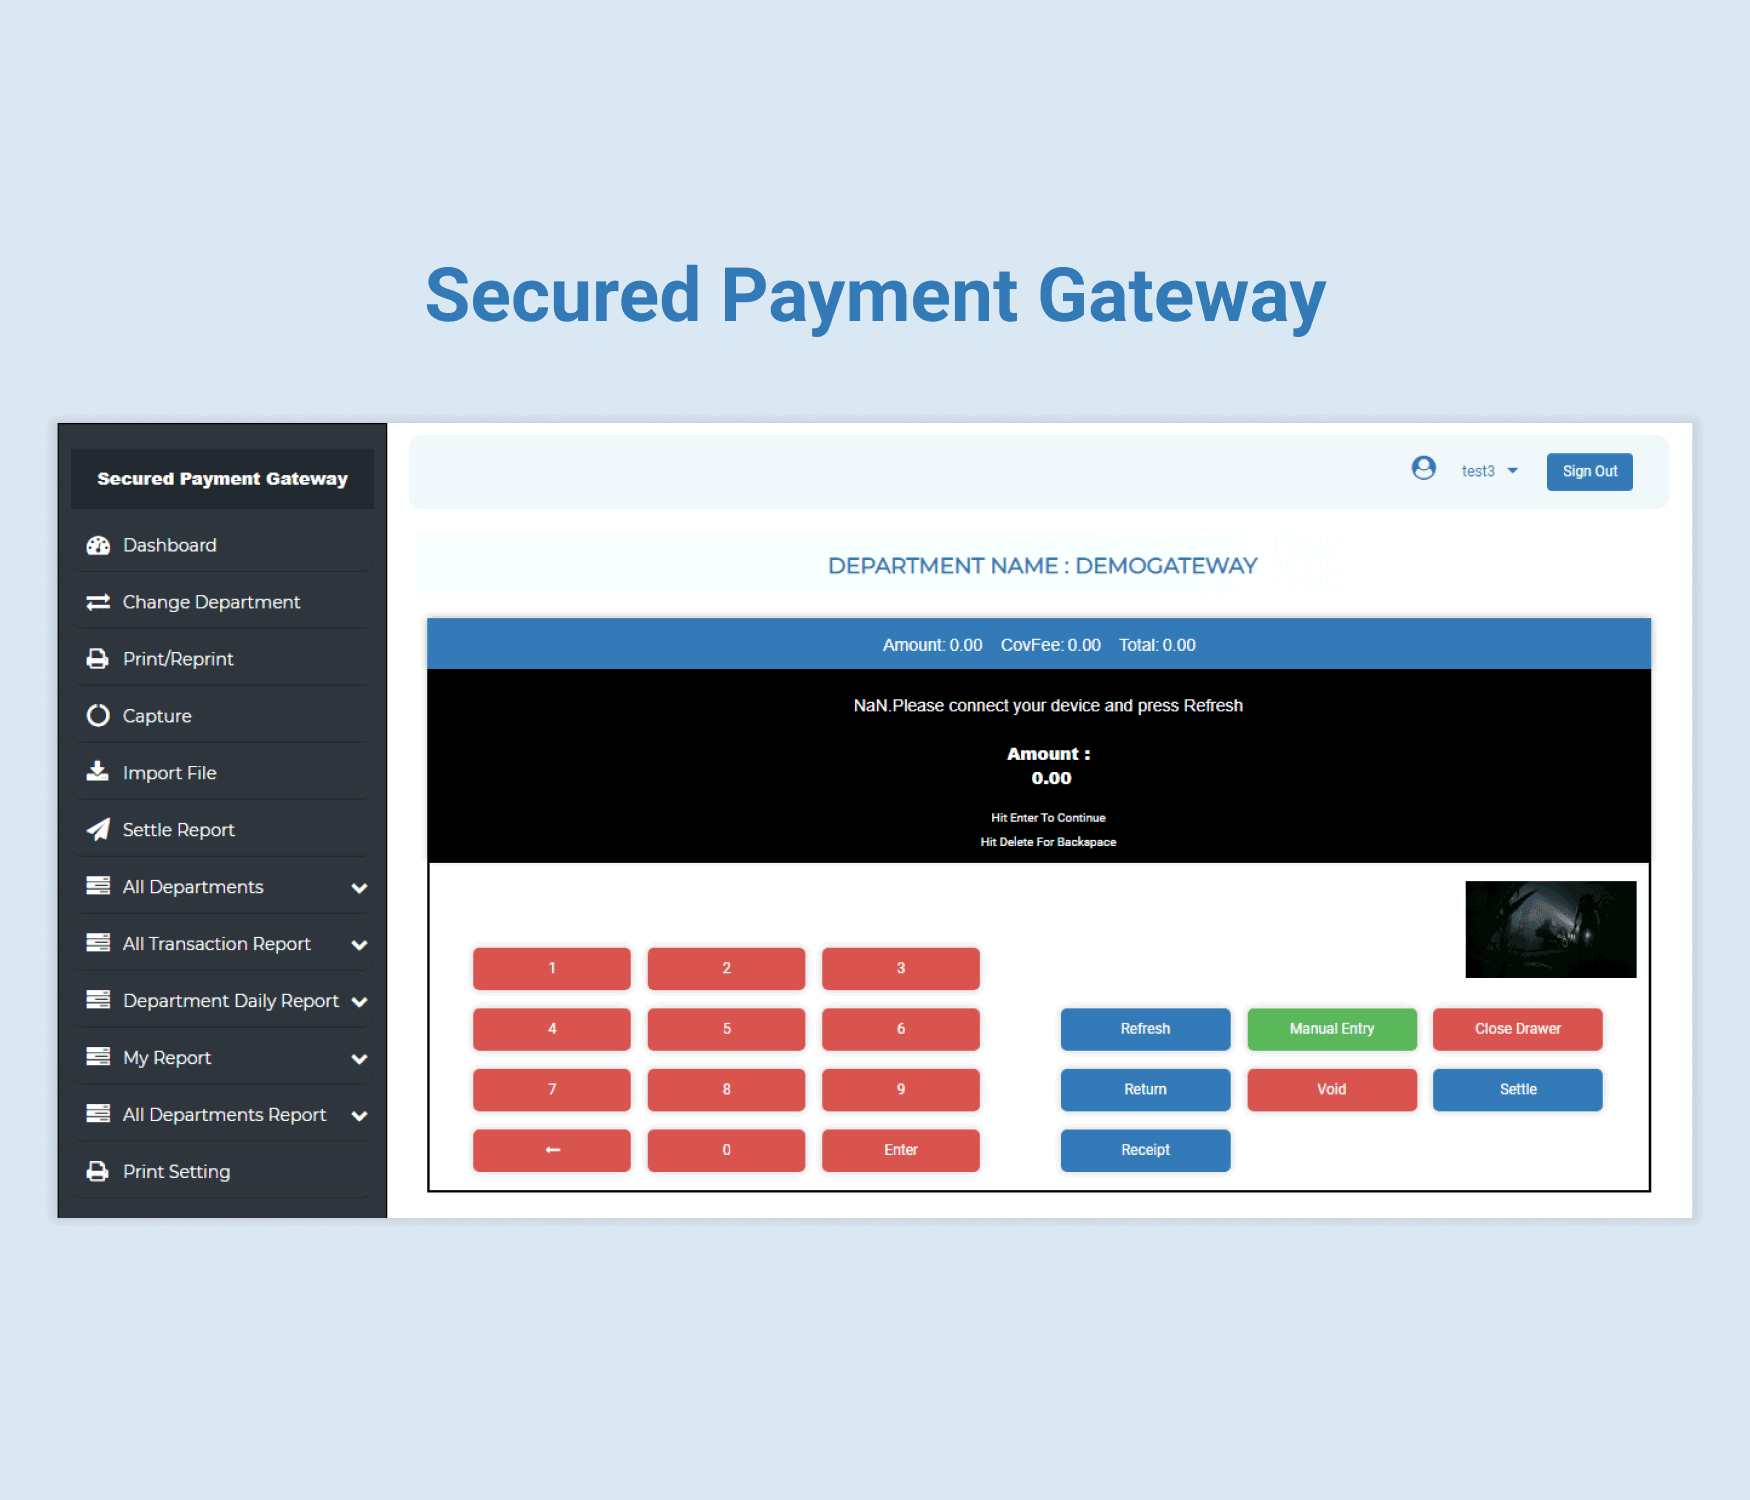 Secured Payment Gateway
Secured Payment Gateway
Dashboard
Change Department
Print/Reprint
Capture
Import File
Settle Report
All Departments
All Transaction Report
Department Daily Report
My Report
All Departments Report
Print Setting
test3
Sign Out
DEPARTMENT NAME : DEMOGATEWAY
Amount: 0.00 CovFee: 0.00 Total: 0.00
NaN.Please connect your device and press Refresh
Amount :
0.00
Hit Enter To Continue
Hit Delete For Backspace
1 2 3
4 5 6
7 8 9
0 Enter
Refresh Manual Entry Close Drawer
Return Void Settle
Receipt